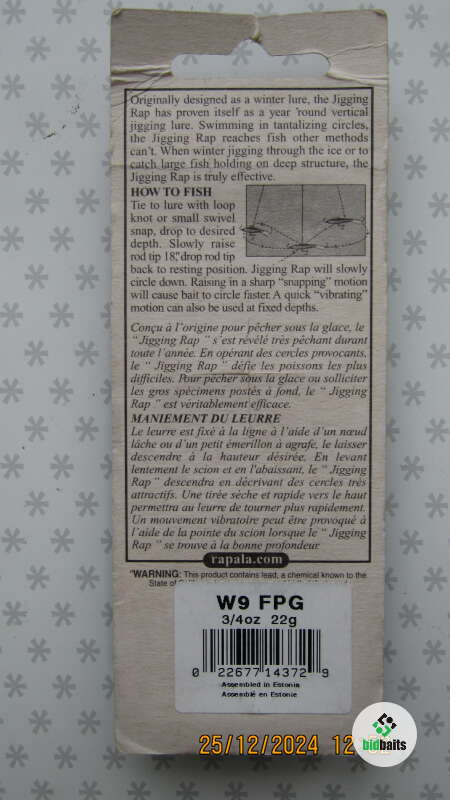 Originally designed as a winter lure, the Jigging
Rap has proven itself as a year 'round vertical
jigging lure. Swimming in tantalizing circles,
the Jigging Rap reaches fish other methods
can't. When winter jigging through the ice or to
catch large fish holding on deep structure, the
Jigging Rap is truly effective.
HOW TO FISH
Tie to lure with loop
knot or small swivel
snap, drop to desired
depth. Slowly raise
rod tip 18," drop rod tip
back to resting position. Jigging Rap will slowly
circle down. Raising in a sharp "snapping" motion
will cause bait to circle faster. A quick "vibrating"
motion can also be used at fixed depths.
Conçu à l'origine pour pêcher sous la glace, le
" Jigging Rap " s'est révélé très pêchant durant
toute l'année. En opérant des cercles provocants,
le " Jigging Rap " défie les poissons les plus
difficiles. Pour pêcher sous la glace ou solliciter
les gros spécimens postés à fond, le " Jigging
Rap " est véritablement efficace.
MANIEMENT DU LEURRE
Le leurre est fixé à la ligne à l'aide d'un nœud
lâche ou d'un petit émerillon à agrafe, le laisser
descendre à la hauteur désirée. En levant
lentement le scion et en l'abaissant, le " Jigging
Rap " descendra en décrivant des cercles très
attractifs. Une tirée sèche et rapide vers le haut
permettra au leurre de tourner plus rapidement.
Un mouvement vibratoire peut être provoqué à
l'aide de la pointe du scion lorsque le " Jigging
Rap " se trouve à la bonne profondeur
rapala.com
"WARNING: This product contains lead, a chemical known to the
State of
W9 FPG
3/4oz 22g
0 22677 14372 9
Assembled in Estonia
Assemblé en Estonie
25/12/2024 12
bidbaits